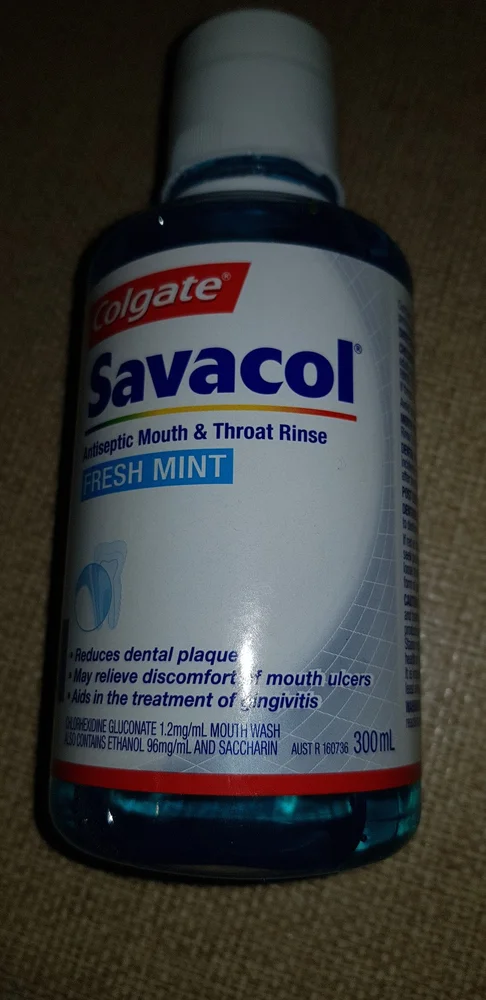 Colgate®
Savacol®
Antiseptic Mouth & Throat Rinse
FRESH MINT
• Reduces dental plaque
• May relieve discomfort of mouth ulcers
• Aids in the treatment of gingivitis
CHLORHEXIDINE GLUCONATE 1.2mg/mL MOUTH WASH
ALSO CONTAINS ETHANOL 96mg/mL AND SACCHARIN AUST R 160736 300mL